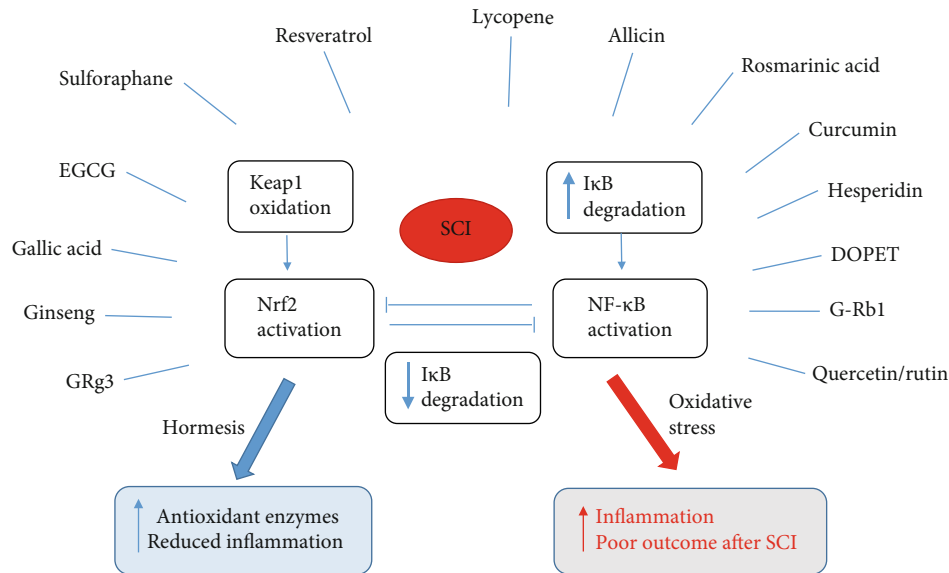 Lycopene
Resveratrol
Allicin
Sulforaphane
Rosmarinic acid
Curcumin
EGCG
Keap1
oxidation
IκB
degradation
Hesperidin
SCI
Gallic acid
DOPET
Ginseng
Nrf2
activation
NF-κB
activation
G-Rb1
GRg3
IκB
degradation
Quercetin/rutin
Hormesis
Oxidative
stress
Antioxidant enzymes
Reduced inflammation
Inflammation
Poor outcome after SCI